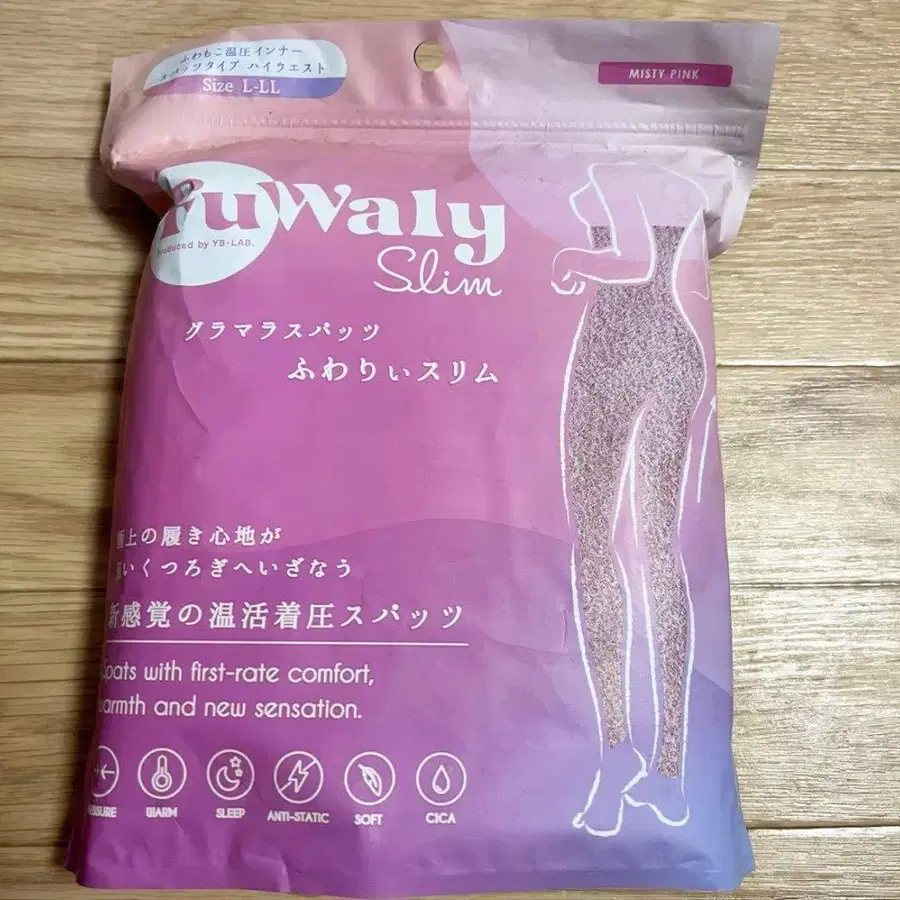 ふわもこ温圧インナー
スパッツタイプ ハイウエスト
Size L-LL
MISTY PINK
fuwaly
Produced by YB-LAB.
Slim
グラマラスパッツ
ふわりぃスリム
極上の履き心地が
深いくつろぎへいざなう
新感覚の温活着圧スパッツ
Spats with first-rate comfort,
warmth and new sensation.
PRESSURE
WARM
SLEEP
ANTI-STATIC
SOFT
CICA